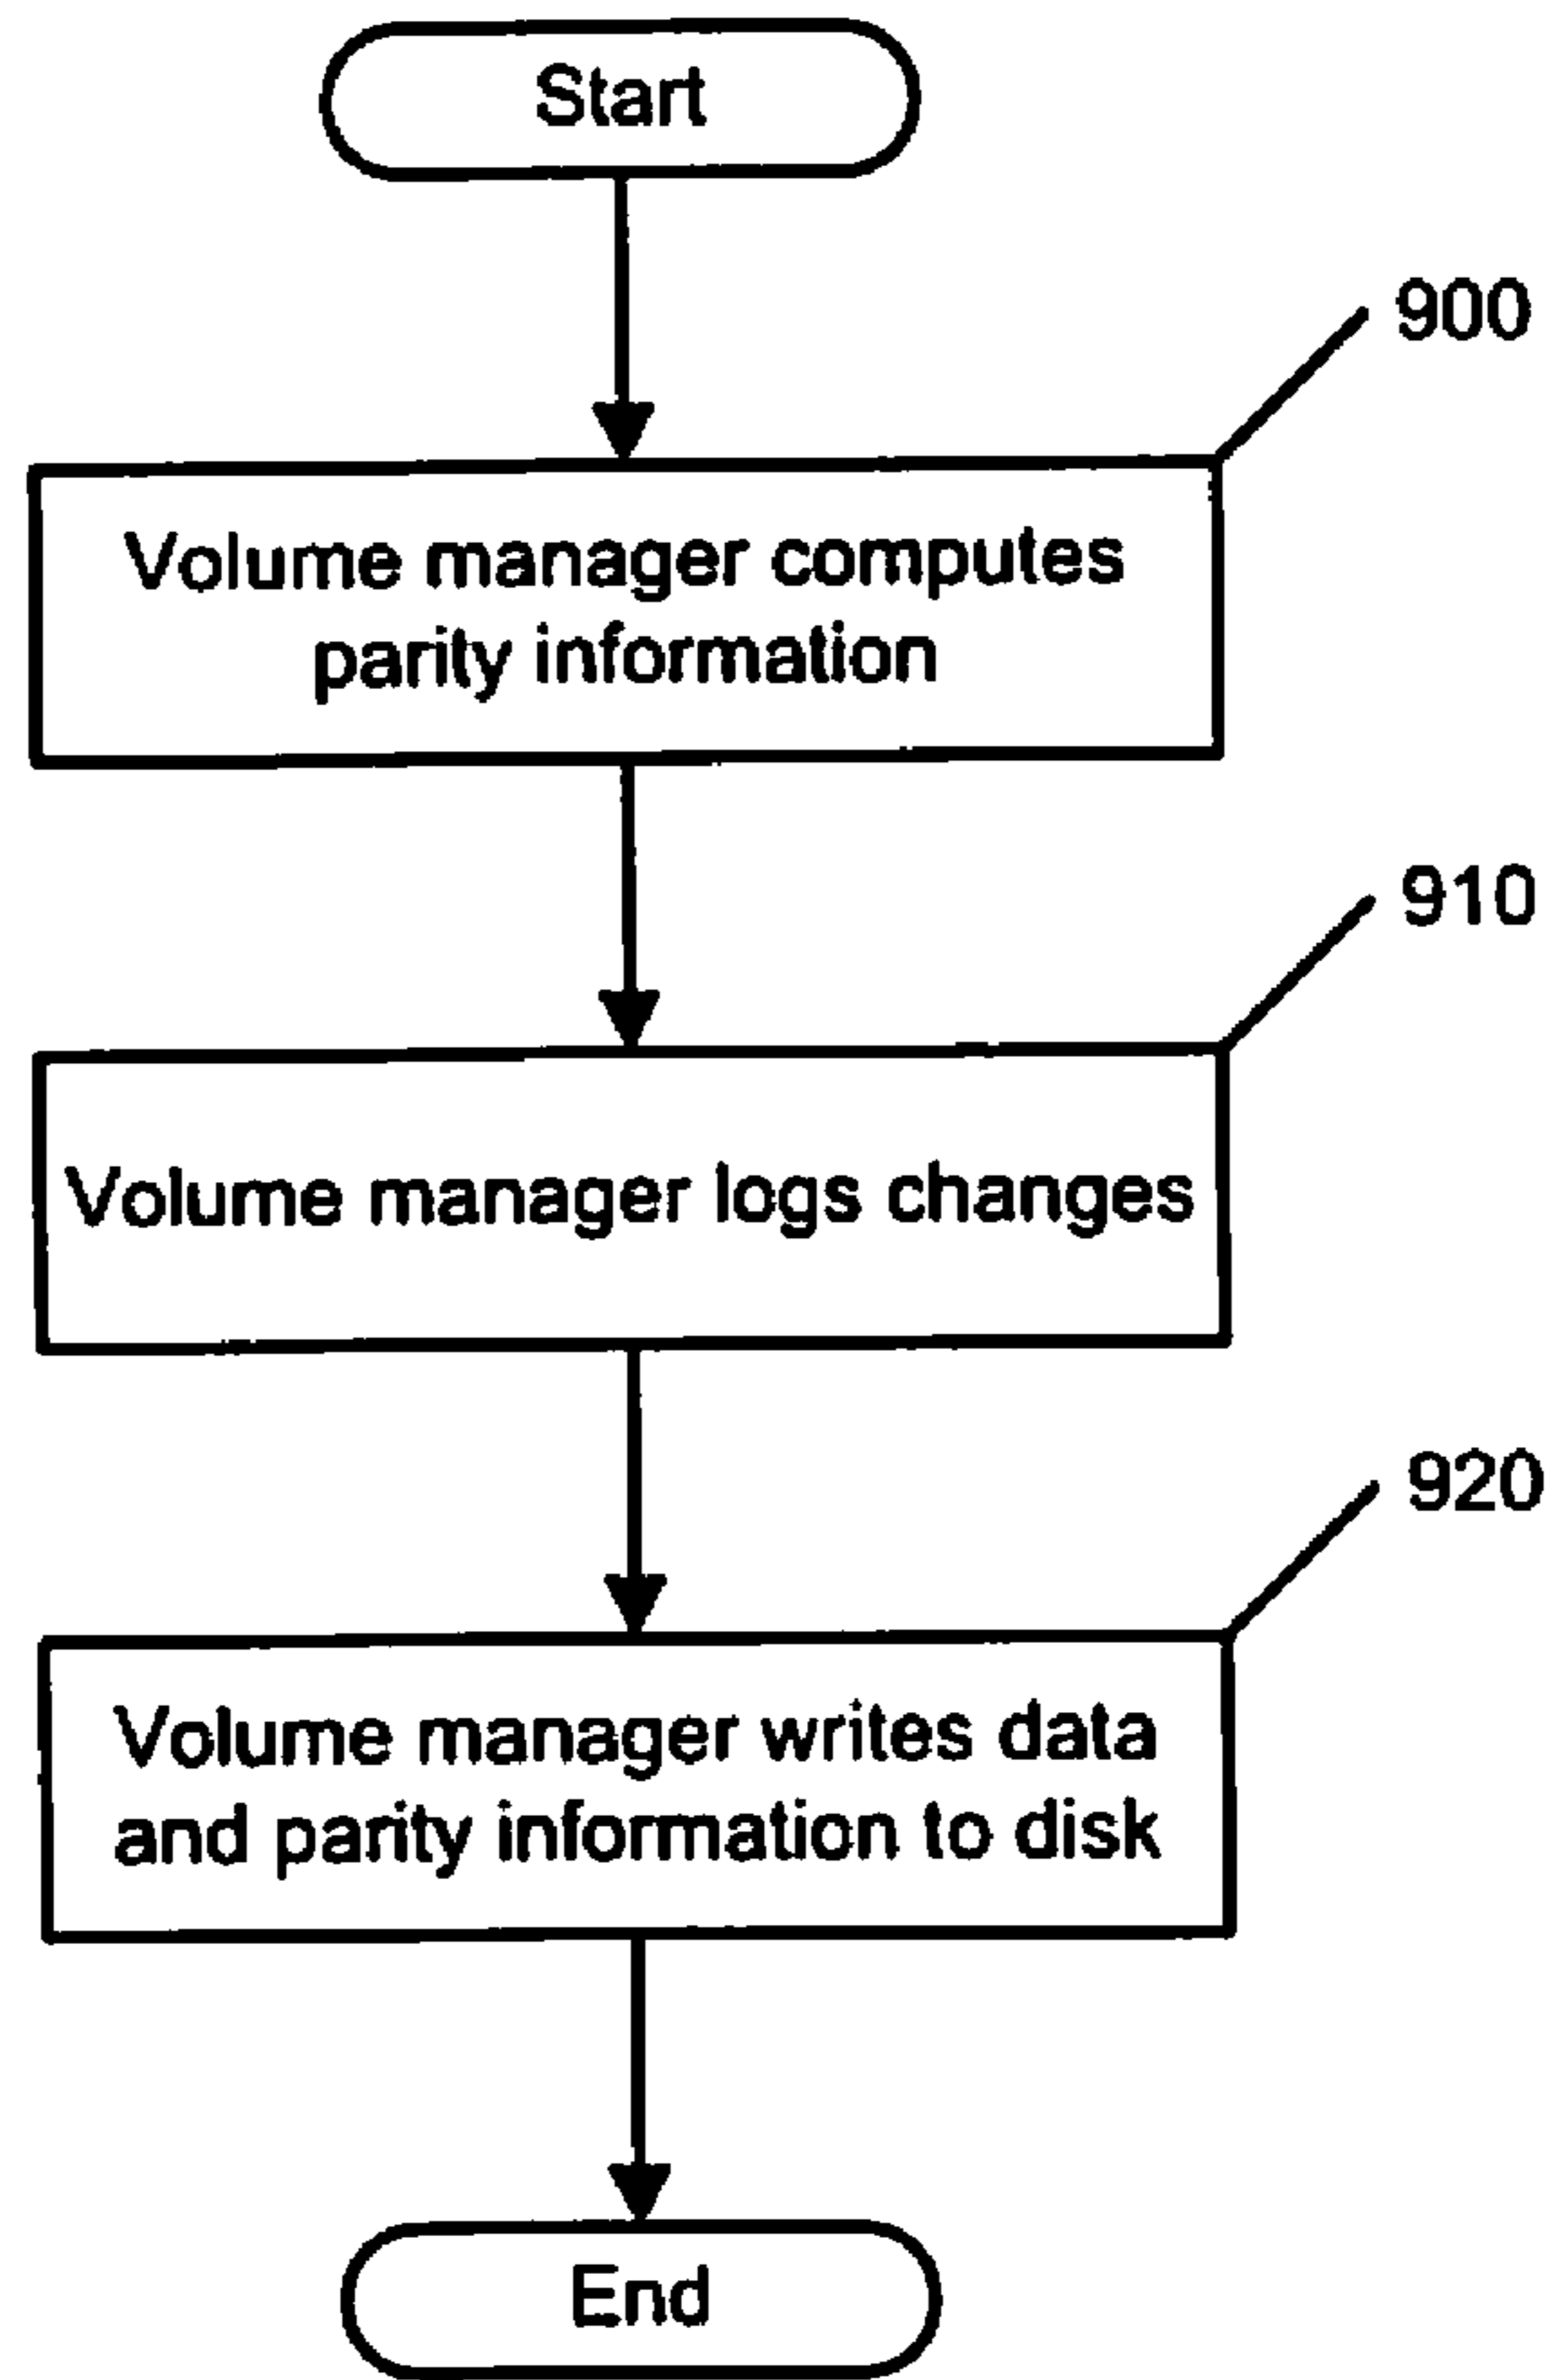 Start
900
Volume manager computes
parity information
910
Volume manager logs changes
920
Volume manager writes data
and parity information to disk
End